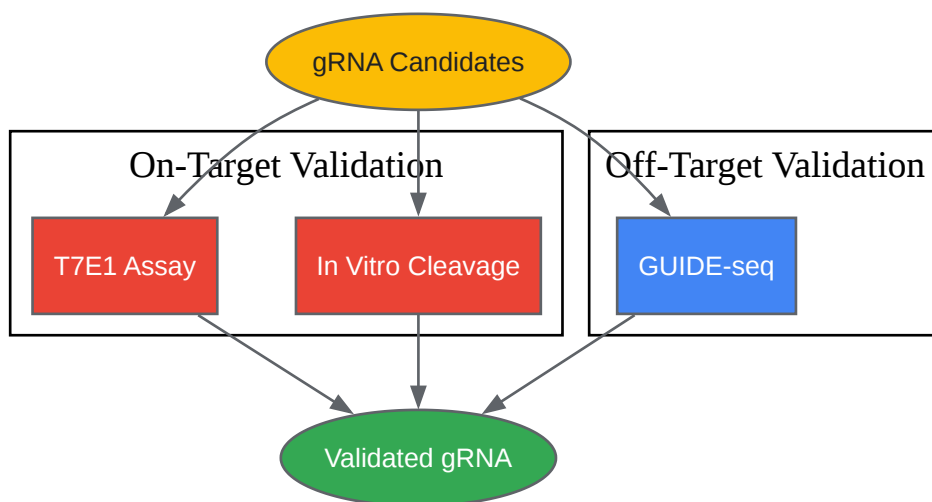 gRNA Candidates
On-Target Validation
Off-Target Validation
T7E1 Assay
In Vitro Cleavage
GUIDE-seq
Validated gRNA